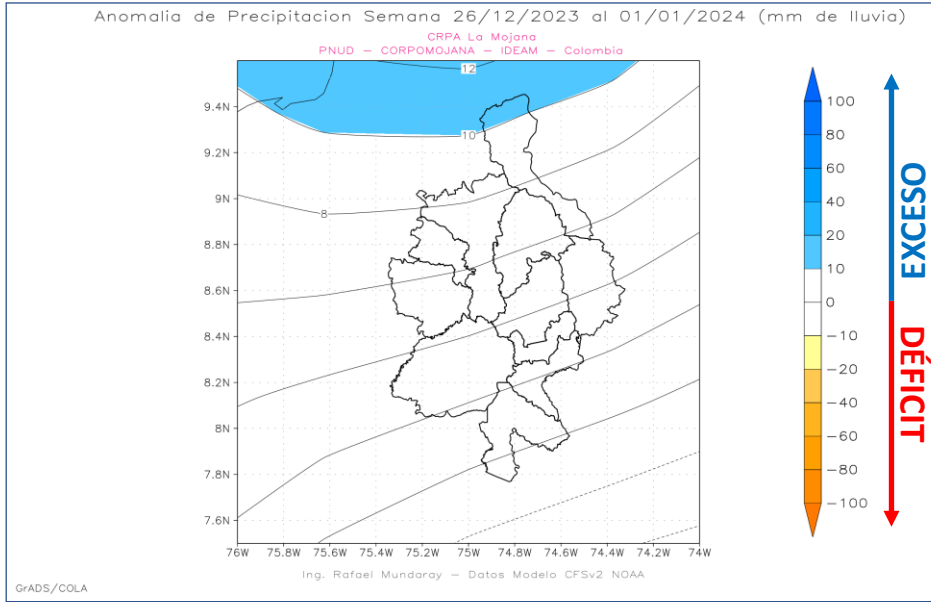 Anomalia de Precipitacion Semana 26/12/2023 al 01/01/2024 (mm de lluvia)
CRPA La Mojana
PNUD – CORPOMOJANA – IDEAM – Colombia
12
10
8
9.4N
9.2N
9N
8.8N
8.6N
8.4N
8.2N
8N
7.8N
7.6N
76W 75.8W 75.6W 75.4W 75.2W 75W 74.8W 74.6W 74.4W 74.2W 74W
100
80
60
40
20
10
0
−10
−20
−40
−60
−80
−100
EXCESO
DÉFICIT
Ing. Rafael Mundaray – Datos Modelo CFSv2 NOAA
GrADS/COLA